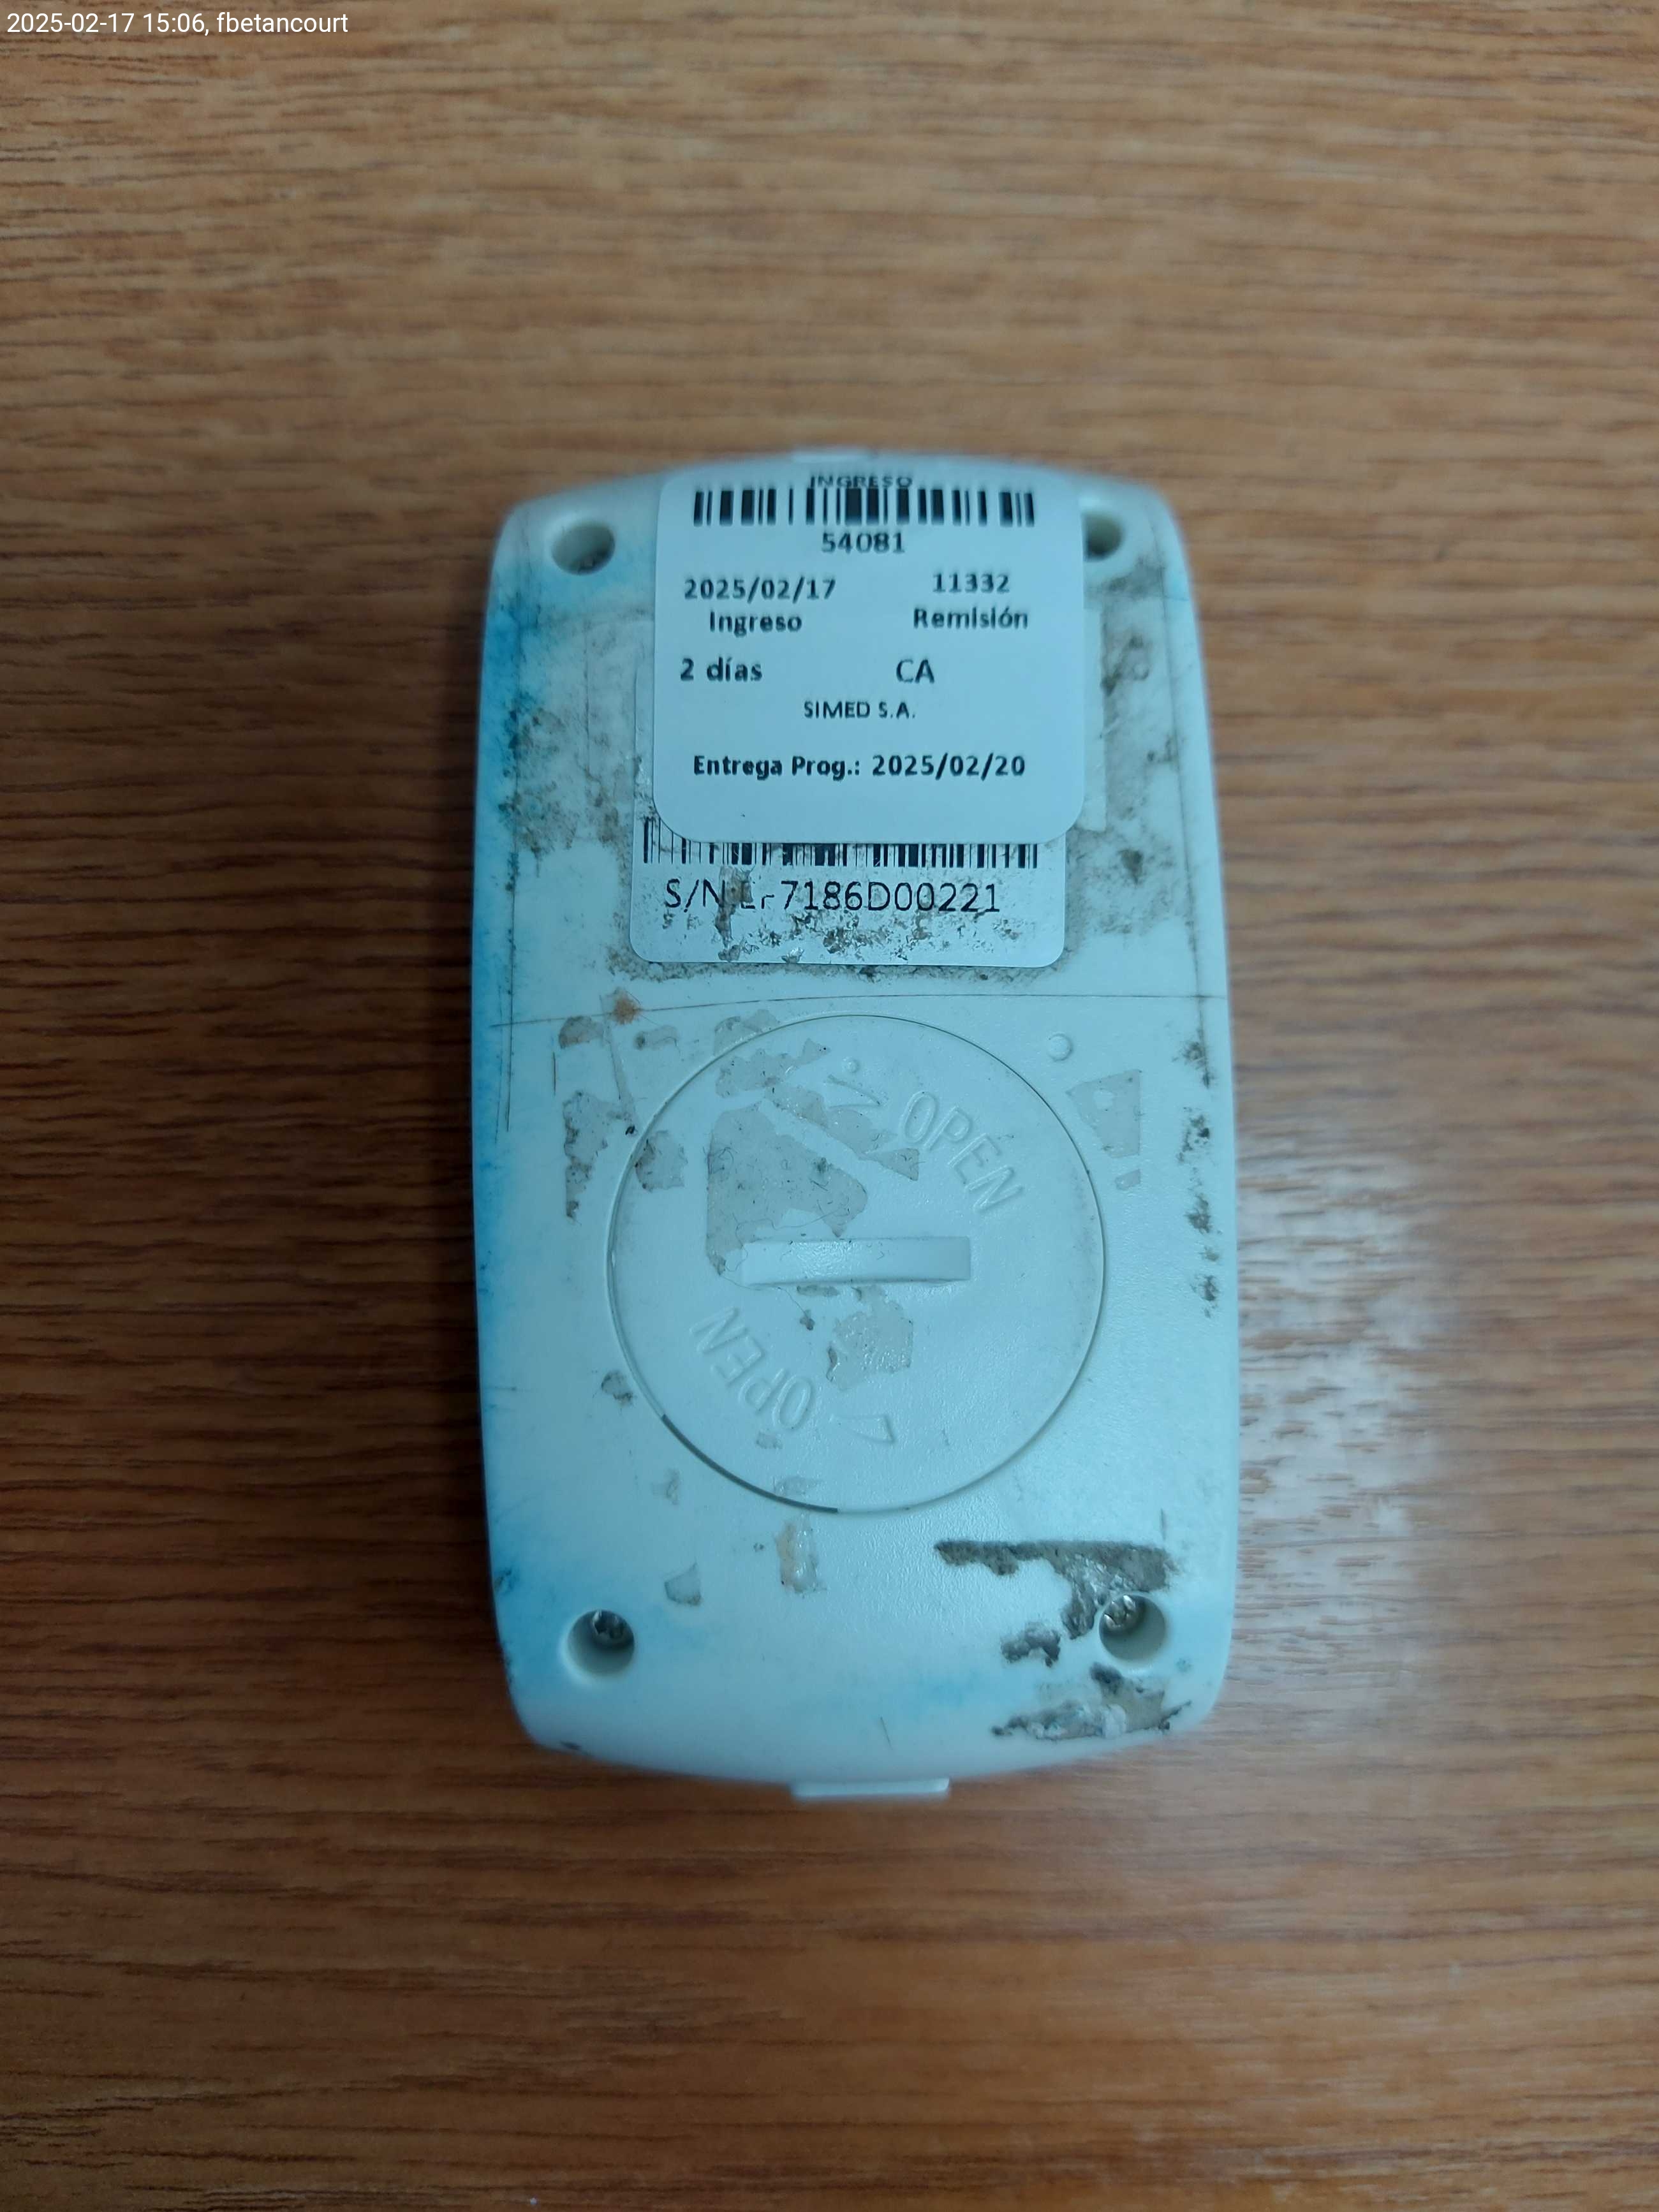 2025-02-17 15:06, fbetancourt
INGRESO
54081
2025/02/17 11332
Ingreso Remisión
2 días CA
SIMED S.A.
Entrega Prog.: 2025/02/20
7186D00221
OPEN
OPEN